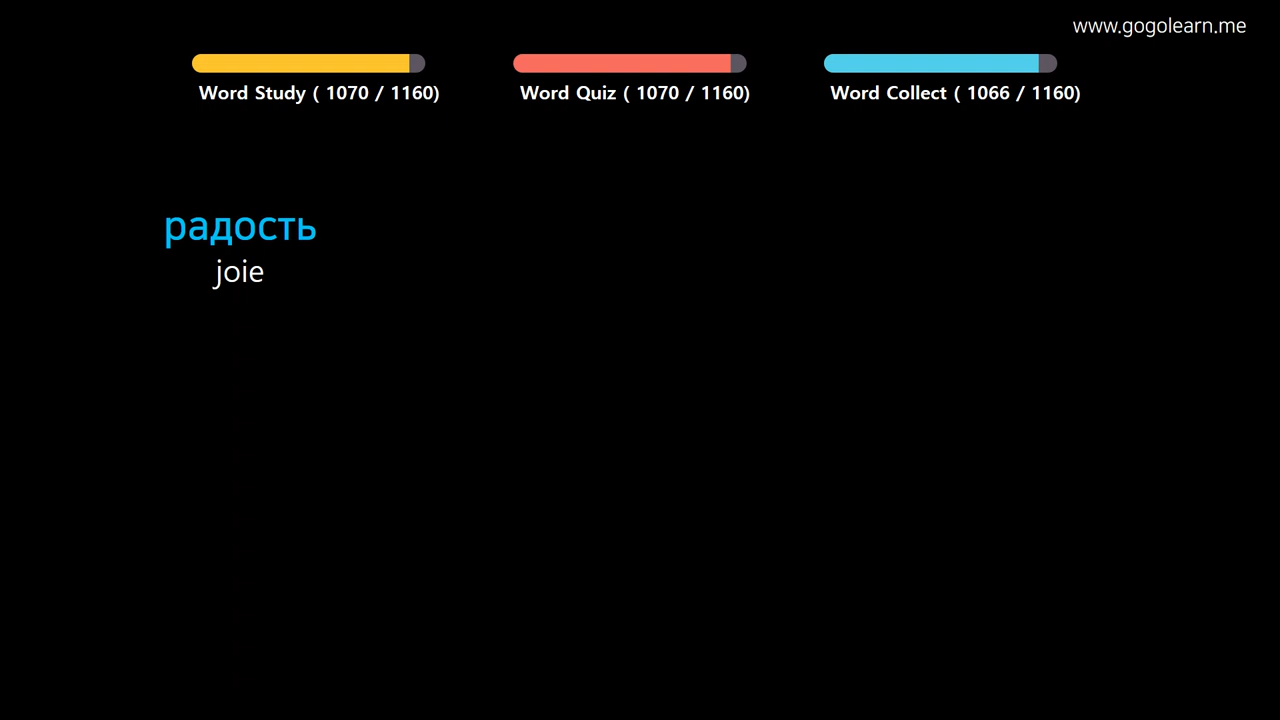 www.gogolearn.me
Word Study ( 1070 / 1160)
Word Quiz ( 1070 / 1160)
Word Collect ( 1066 / 1160)
радость
joie